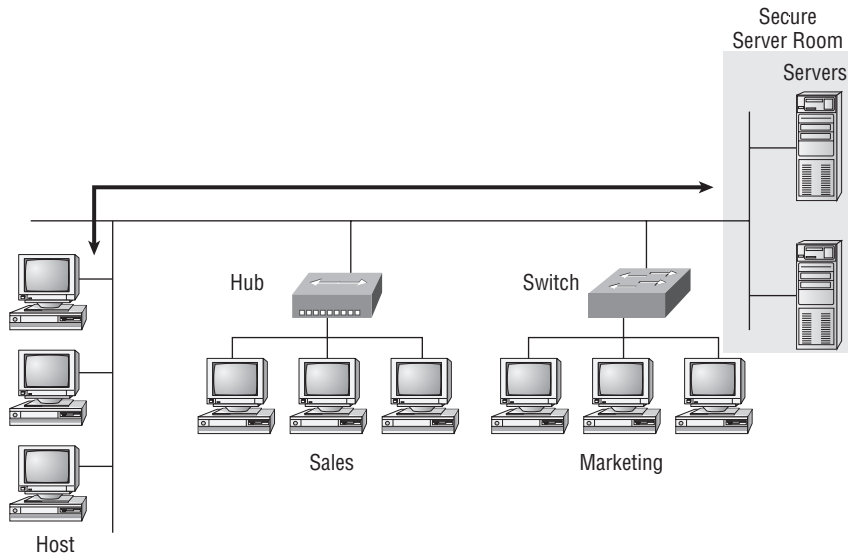 Secure
Server Room
Servers
Hub
Switch
Sales
Marketing
Host